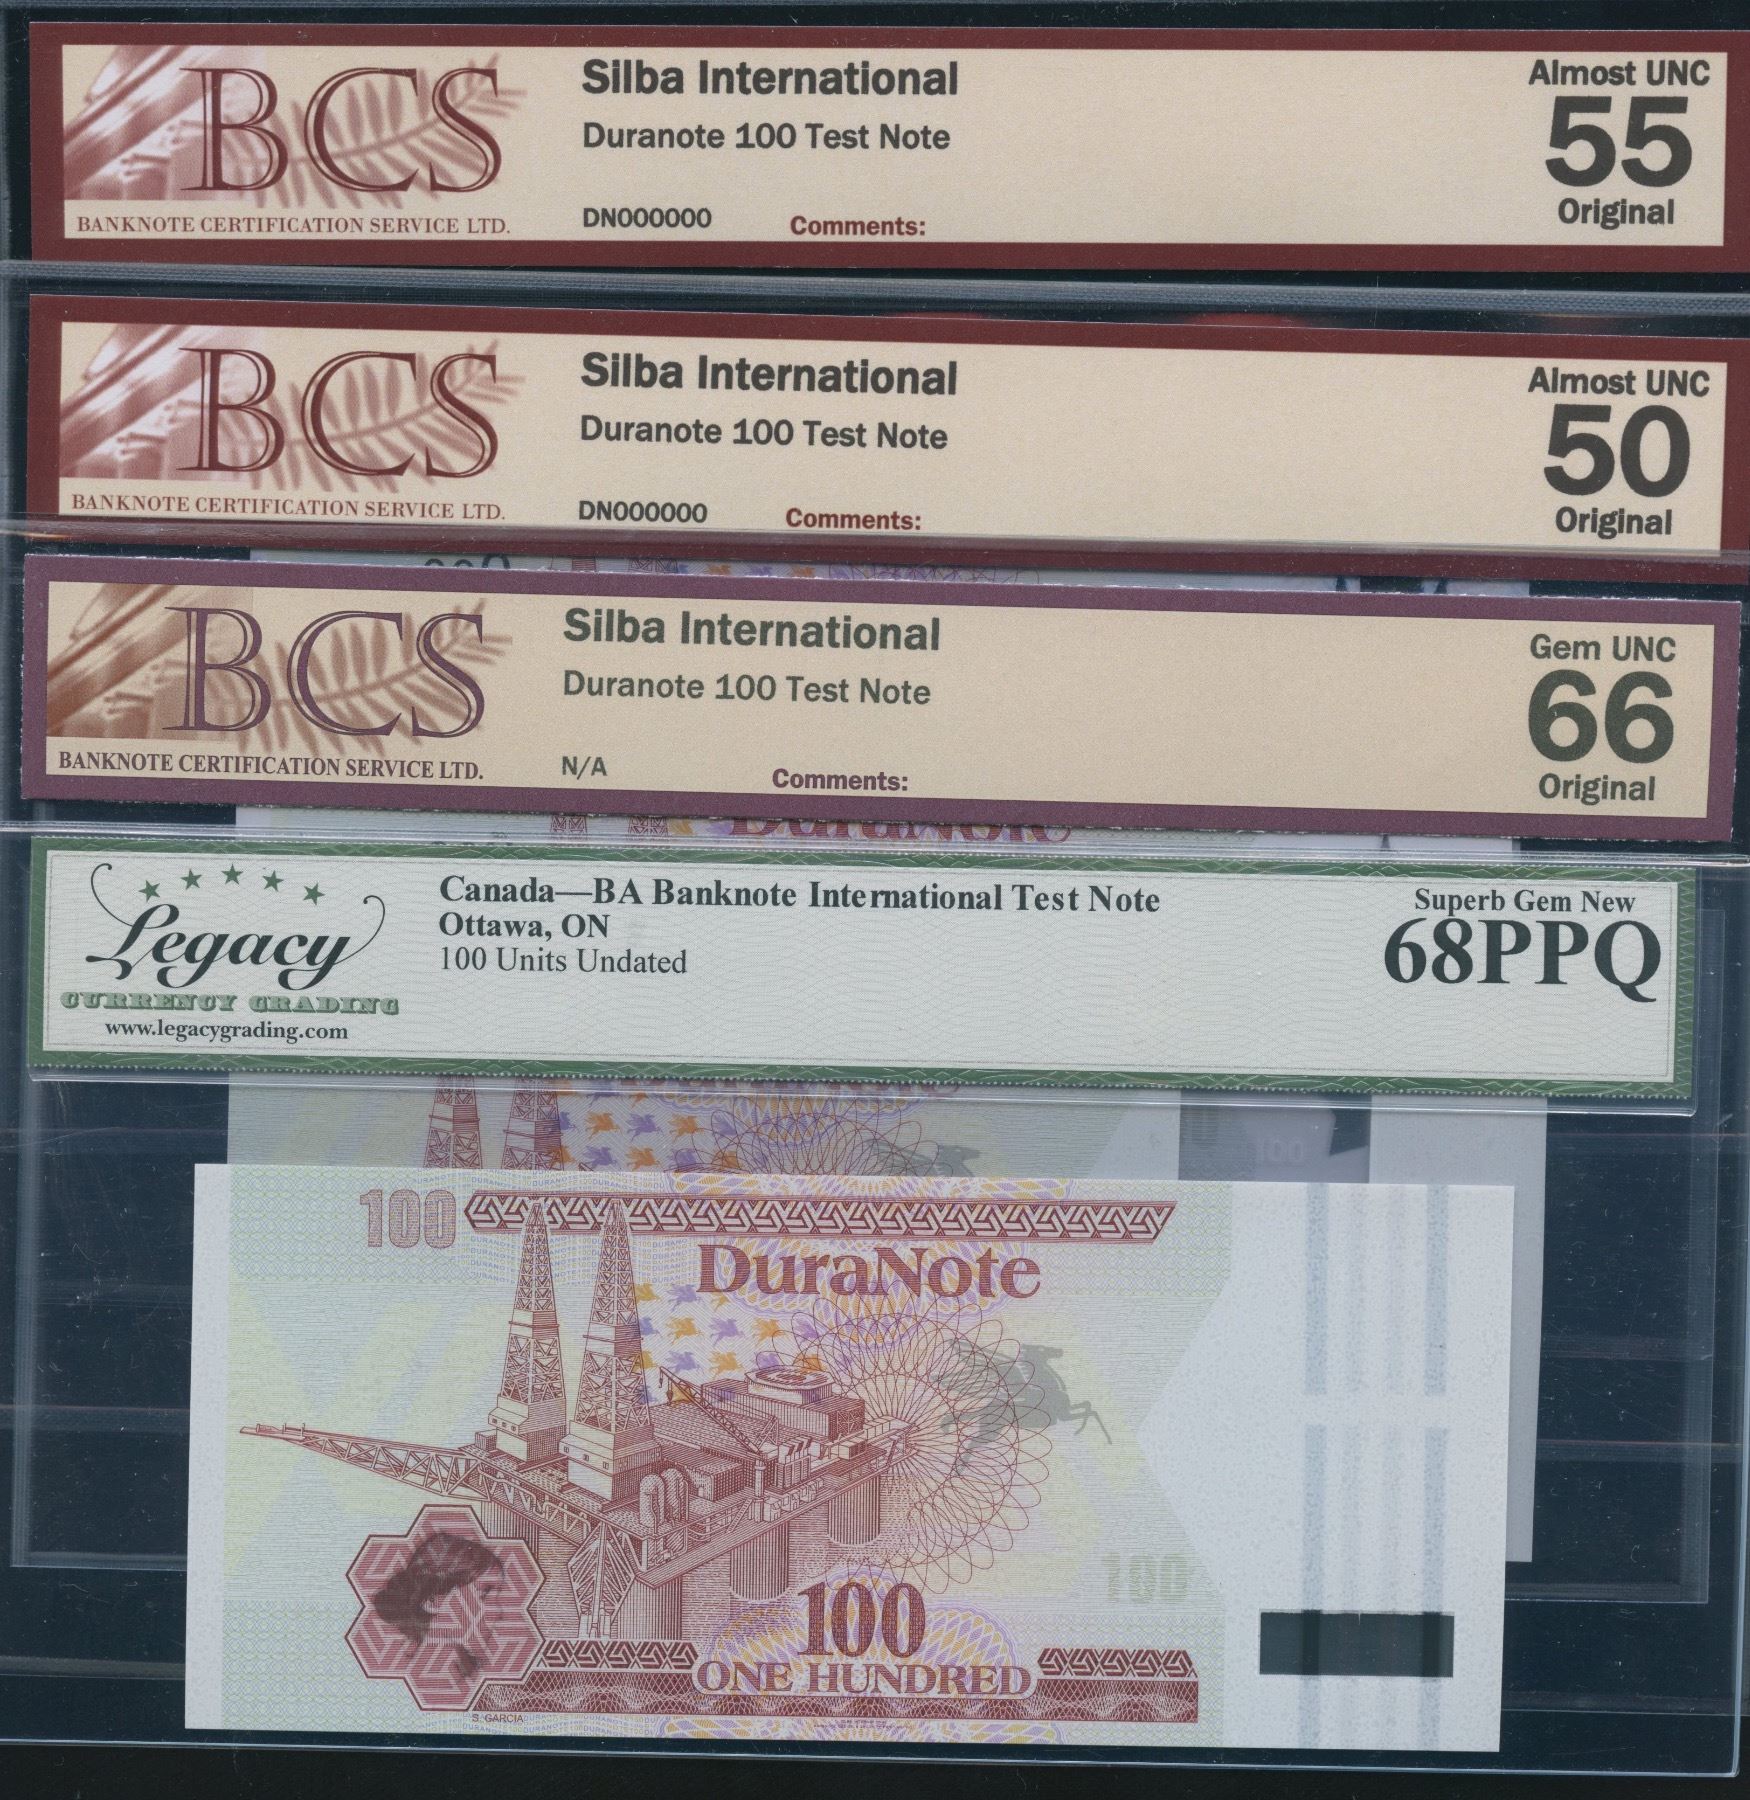 BCS
BANKNOTE CERTIFICATION SERVICE LTD.
Silba International
Duranote 100 Test Note
DN000000 Comments:
Almost UNC
55
Original
BCS
BANKNOTE CERTIFICATION SERVICE LTD.
Silba International
Duranote 100 Test Note
DN000000 Comments:
Almost UNC
50
Original
BCS
BANKNOTE CERTIFICATION SERVICE LTD.
Silba International
Duranote 100 Test Note
N/A Comments:
Gem UNC
66
Original
DuraNote
Legacy
CURRENCY GRADING
www.legacygrading.com
Canada—BA Banknote International Test Note
Ottawa, ON
100 Units Undated
Superb Gem New
68PPQ
100
100
DuraNote
100
100
ONE HUNDRED
S. GARCIA